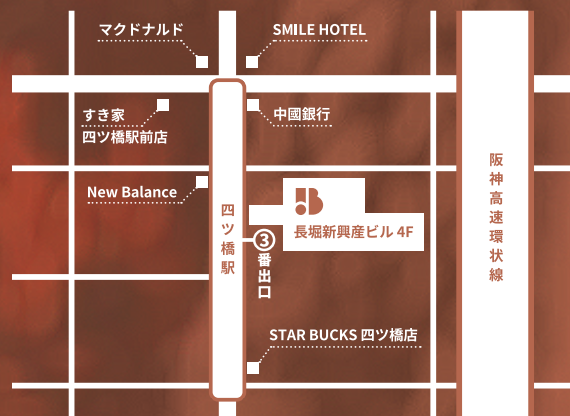 マクドナルド
SMILE HOTEL
すき家
四ツ橋駅前店
中國銀行
New Balance
四ツ橋駅
長堀新興産ビル 4F
3
番出口
阪神高速環状線
STAR BUCKS 四ツ橋店